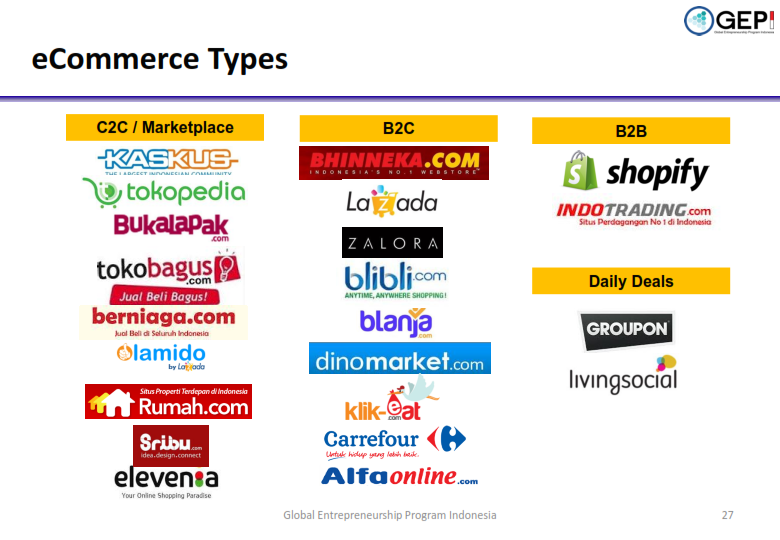 GEPI
Global Entrepreneurship Program Indonesia
eCommerce Types
C2C / Marketplace
KASKUS
THE LARGEST INDONESIAN COMMUNITY
tokopedia
BukaLapak
.com
tokobagus
.com
Jual Beli Bagus!
berniaga.com
Jual Beli di Seluruh Indonesia
lamido
by Lazada
Situs Properti Terdepan di Indonesia
Rumah.com
Sribu.com
idea.design.connect
elevenia
Your Online Shopping Paradise
B2C
BHINNEKA.COM
INDONESIA'S NO.1 WEBSTORE
Lazada
ZALORA
blibli.com
ANYTIME, ANYWHERE SHOPPING!
blanja
.com
dinomarket.com
klik-eat
.com
Carrefour
Untuk hidup yang lebih baik.
Alfaonline.com
B2B
shopify
INDOTRADING.com
Situs Perdagangan No 1 di Indonesia
Daily Deals
GROUPON
livingsocial
Global Entrepreneurship Program Indonesia
27